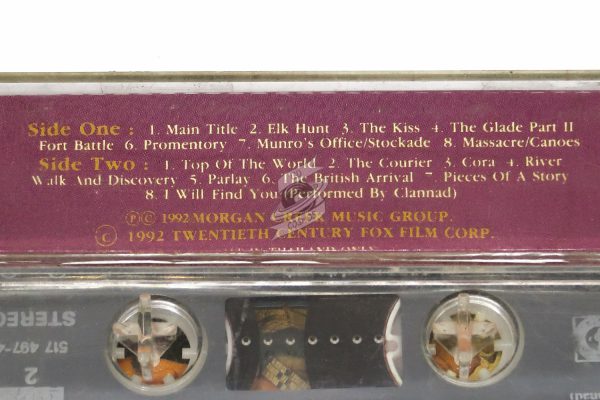 Side One : 1. Main Title 2. Elk Hunt 3. The Kiss 4. The Glade Part II
Fort Battle 6. Promentory 7. Munro's Office/Stockade 8. Massacre/Canoes
Side Two : 1. Top Of The World 2. The Courier 3. Cora 4. River
Walk And Discovery 5. Parlay 6. The British Arrival 7. Pieces Of A Story
8. I Will Find You (Performed By Clannad)
℗© 1992 MORGAN CREEK MUSIC GROUP.
© 1992 TWENTIETH CENTURY FOX FILM CORP.
STEREO
517 497-4
2